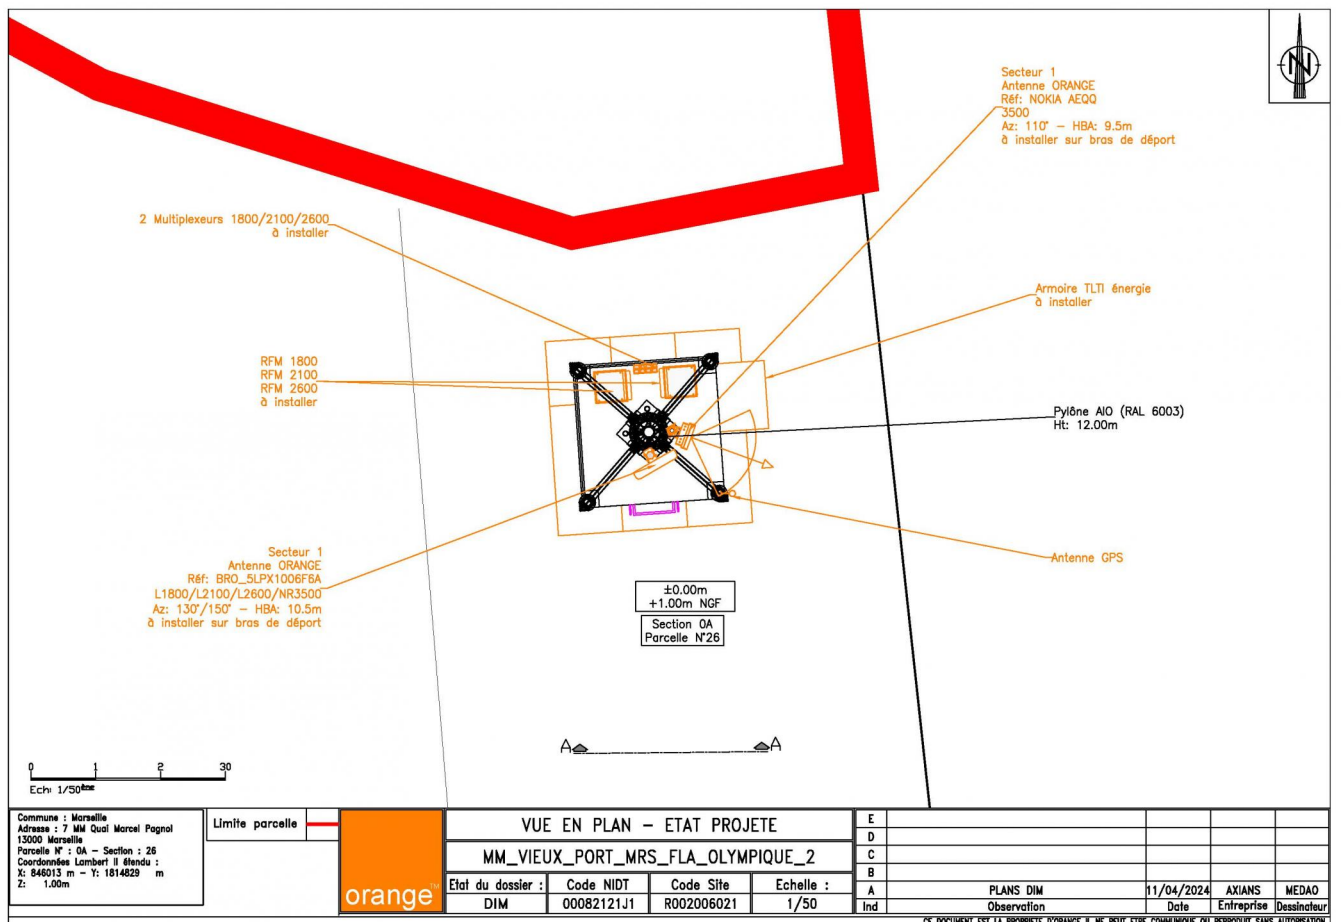 N
Secteur 1
Antenne ORANGE
Réf: NOKIA AEQQ
3500
Az: 110° – HBA: 9.5m
à installer sur bras de déport
2 Multiplexeurs 1800/2100/2600
à installer
Armoire TLTI énergie
à installer
RFM 1800
RFM 2100
RFM 2600
à installer
Pylône AIO (RAL 6003)
Ht: 12.00m
Secteur 1
Antenne ORANGE
Réf: BRO_5LPX1006F6A
L1800/L2100/L2600/NR3500
Az: 130°/150° – HBA: 10.5m
à installer sur bras de déport
Antenne GPS
±0.00m
+1.00m NGF
Section 0A
Parcelle N°26
A A
0 1 2 30
Ech: 1/50ème
Commune : Marseille
Adresse : 7 MM Quai Marcel Pagnol
13000 Marseille
Parcelle N° : 0A – Section : 26
Coordonnées Lambert II étendu :
X: 846013 m – Y: 1814829 m
Z: 1.00m
Limite parcelle
orange™
VUE EN PLAN – ETAT PROJETE
MM_VIEUX_PORT_MRS_FLA_OLYMPIQUE_2
Etat du dossier : Code NIDT Code Site Echelle :
DIM 00082121J1 R002006021 1/50
E
D
C
B
A PLANS DIM 11/04/2024 AXIANS MEDAO
Ind Observation Date Entreprise Dessinateur
CE DOCUMENT EST LA PROPRIETE D'ORANGE IL NE PEUT ETRE COMMUNIQUE OU REPRODUIT SANS AUTORISATION